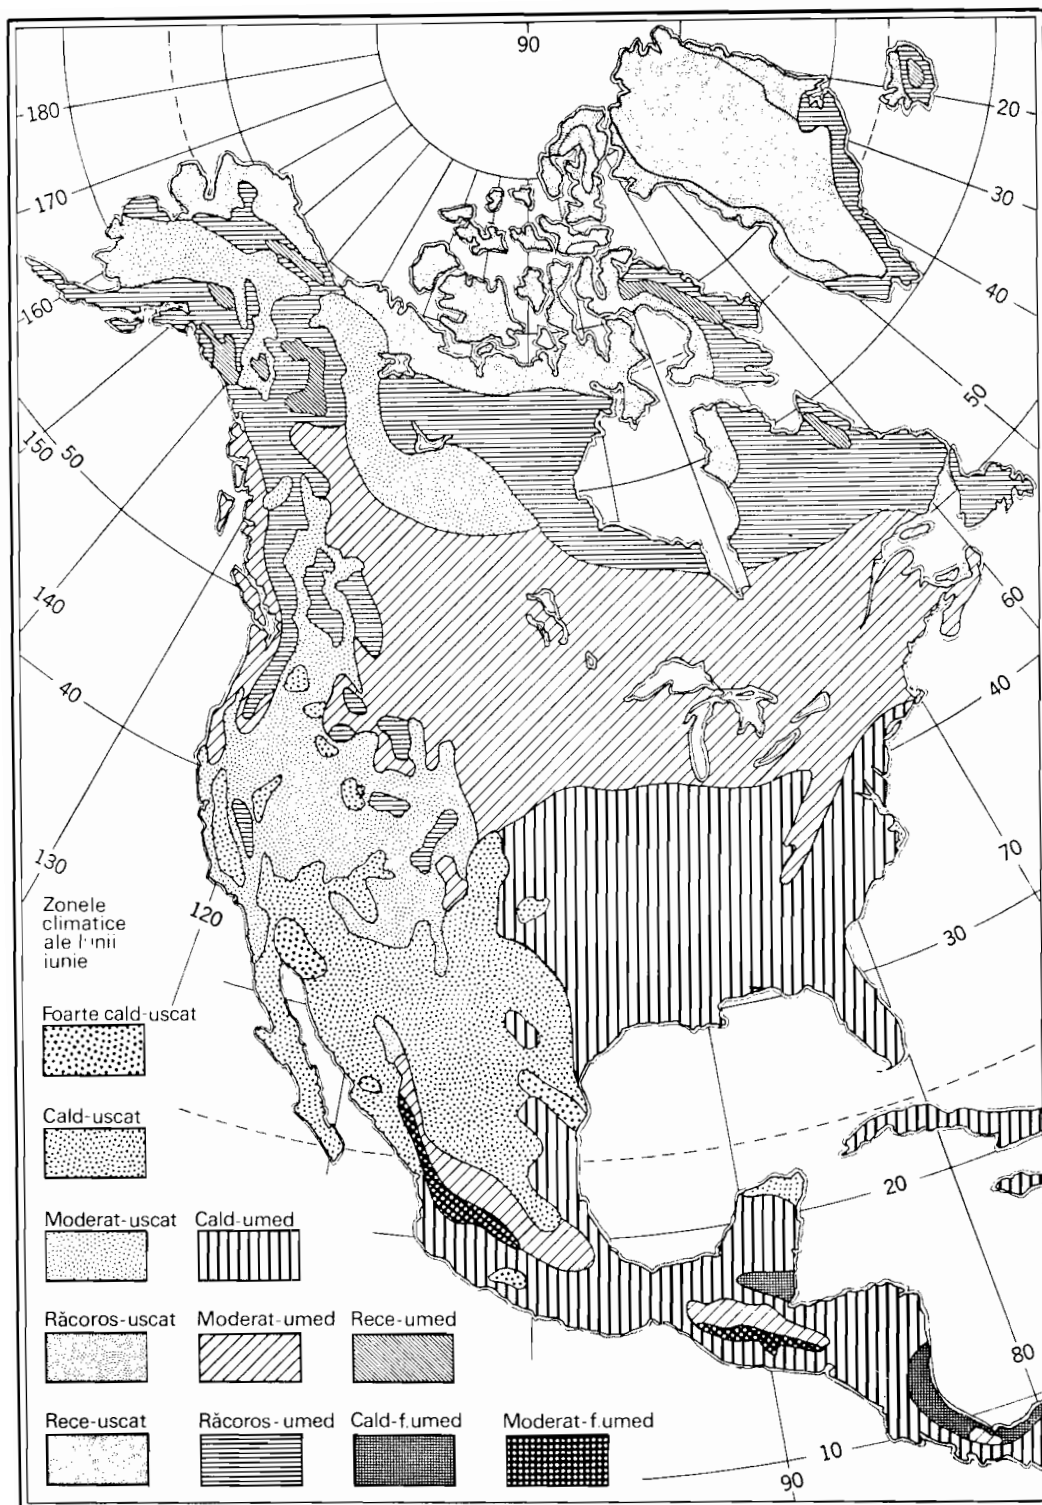 90
180
20
170
30
160
40
150
50
50
140
60
40
40
130
70
120
30
Zonele
climatice
ale lunii
iunie
Foarte cald-uscat
Cald-uscat
20
Moderat-uscat
Cald-umed
Răcoros-uscat
Moderat-umed
Rece-umed
80
Rece-uscat
Răcoros-umed
Cald-f.umed
Moderat-f.umed
10
90